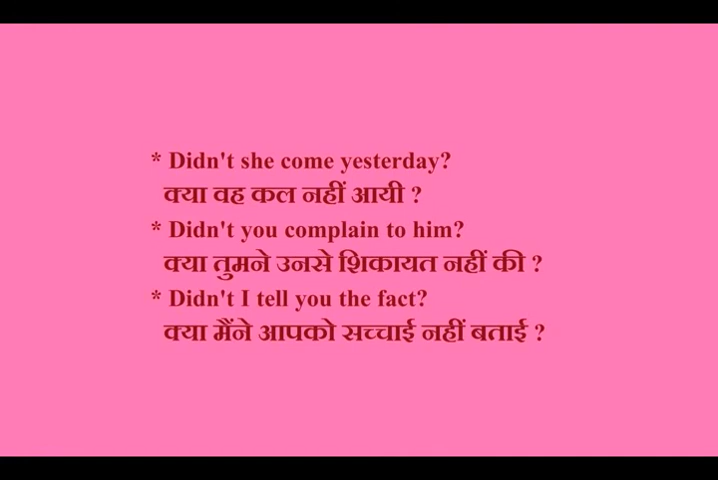 * Didn't she come yesterday?
क्या वह कल नहीं आयी ?
* Didn't you complain to him?
क्या तुमने उनसे शिकायत नहीं की ?
* Didn't I tell you the fact?
क्या मैंने आपको सच्चाई नहीं बताई ?